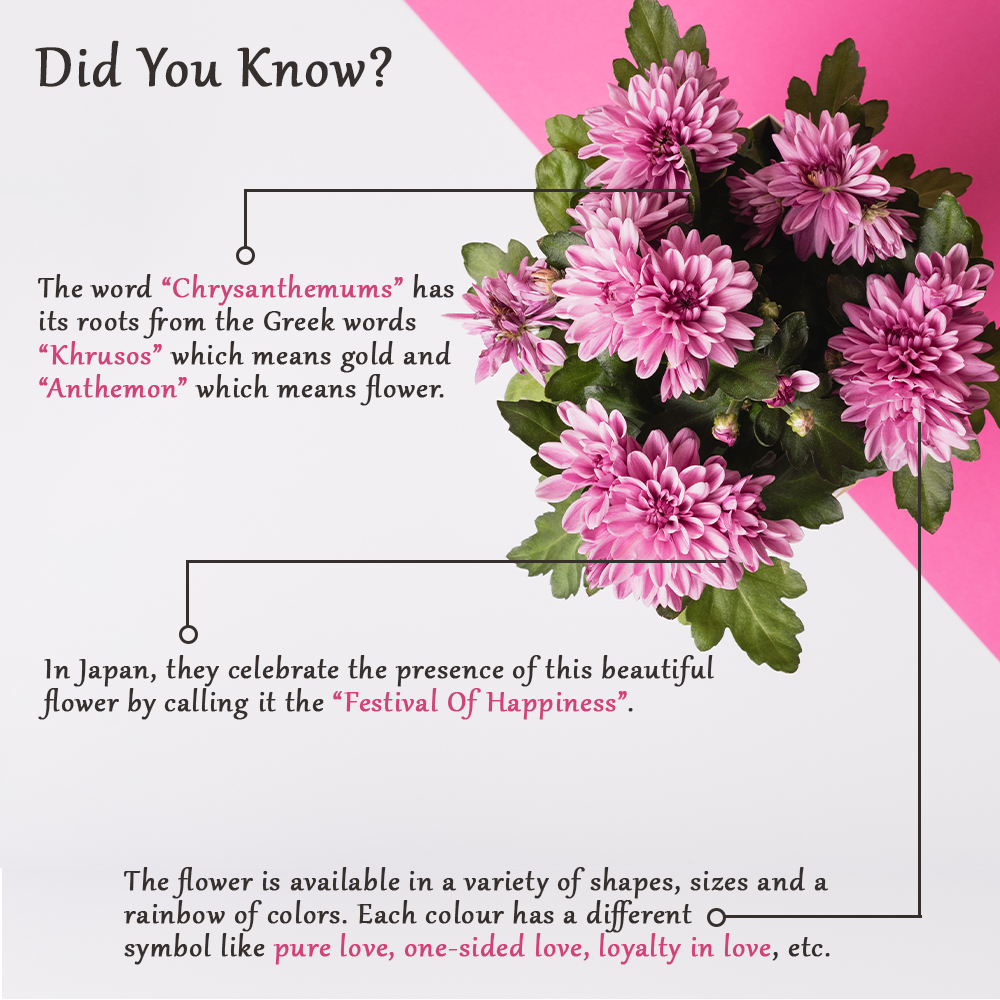 Did You Know?
The word “Chrysanthemums” has
its roots from the Greek words
“Khrusos” which means gold and
“Anthemon” which means flower.
In Japan, they celebrate the presence of this beautiful
flower by calling it the “Festival Of Happiness”.
The flower is available in a variety of shapes, sizes and a
rainbow of colors. Each colour has a different
symbol like pure love, one-sided love, loyalty in love, etc.